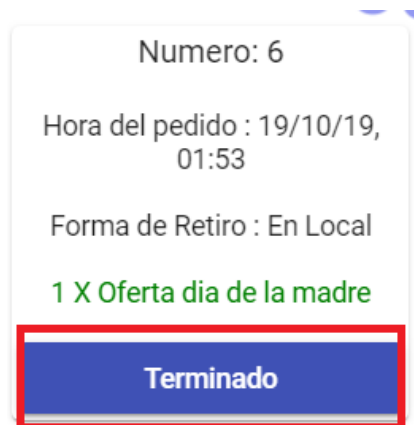 Numero: 6
Hora del pedido : 19/10/19,
01:53
Forma de Retiro : En Local
1 X Oferta dia de la madre
Terminado